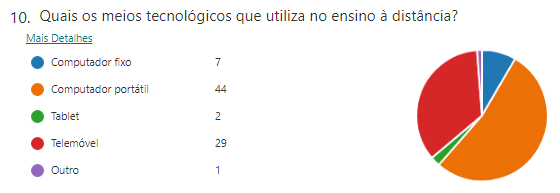 10. Quais os meios tecnológicos que utiliza no ensino à distância?
Mais Detalhes
Computador fixo 7
Computador portátil 44
Tablet 2
Telemóvel 29
Outro 1